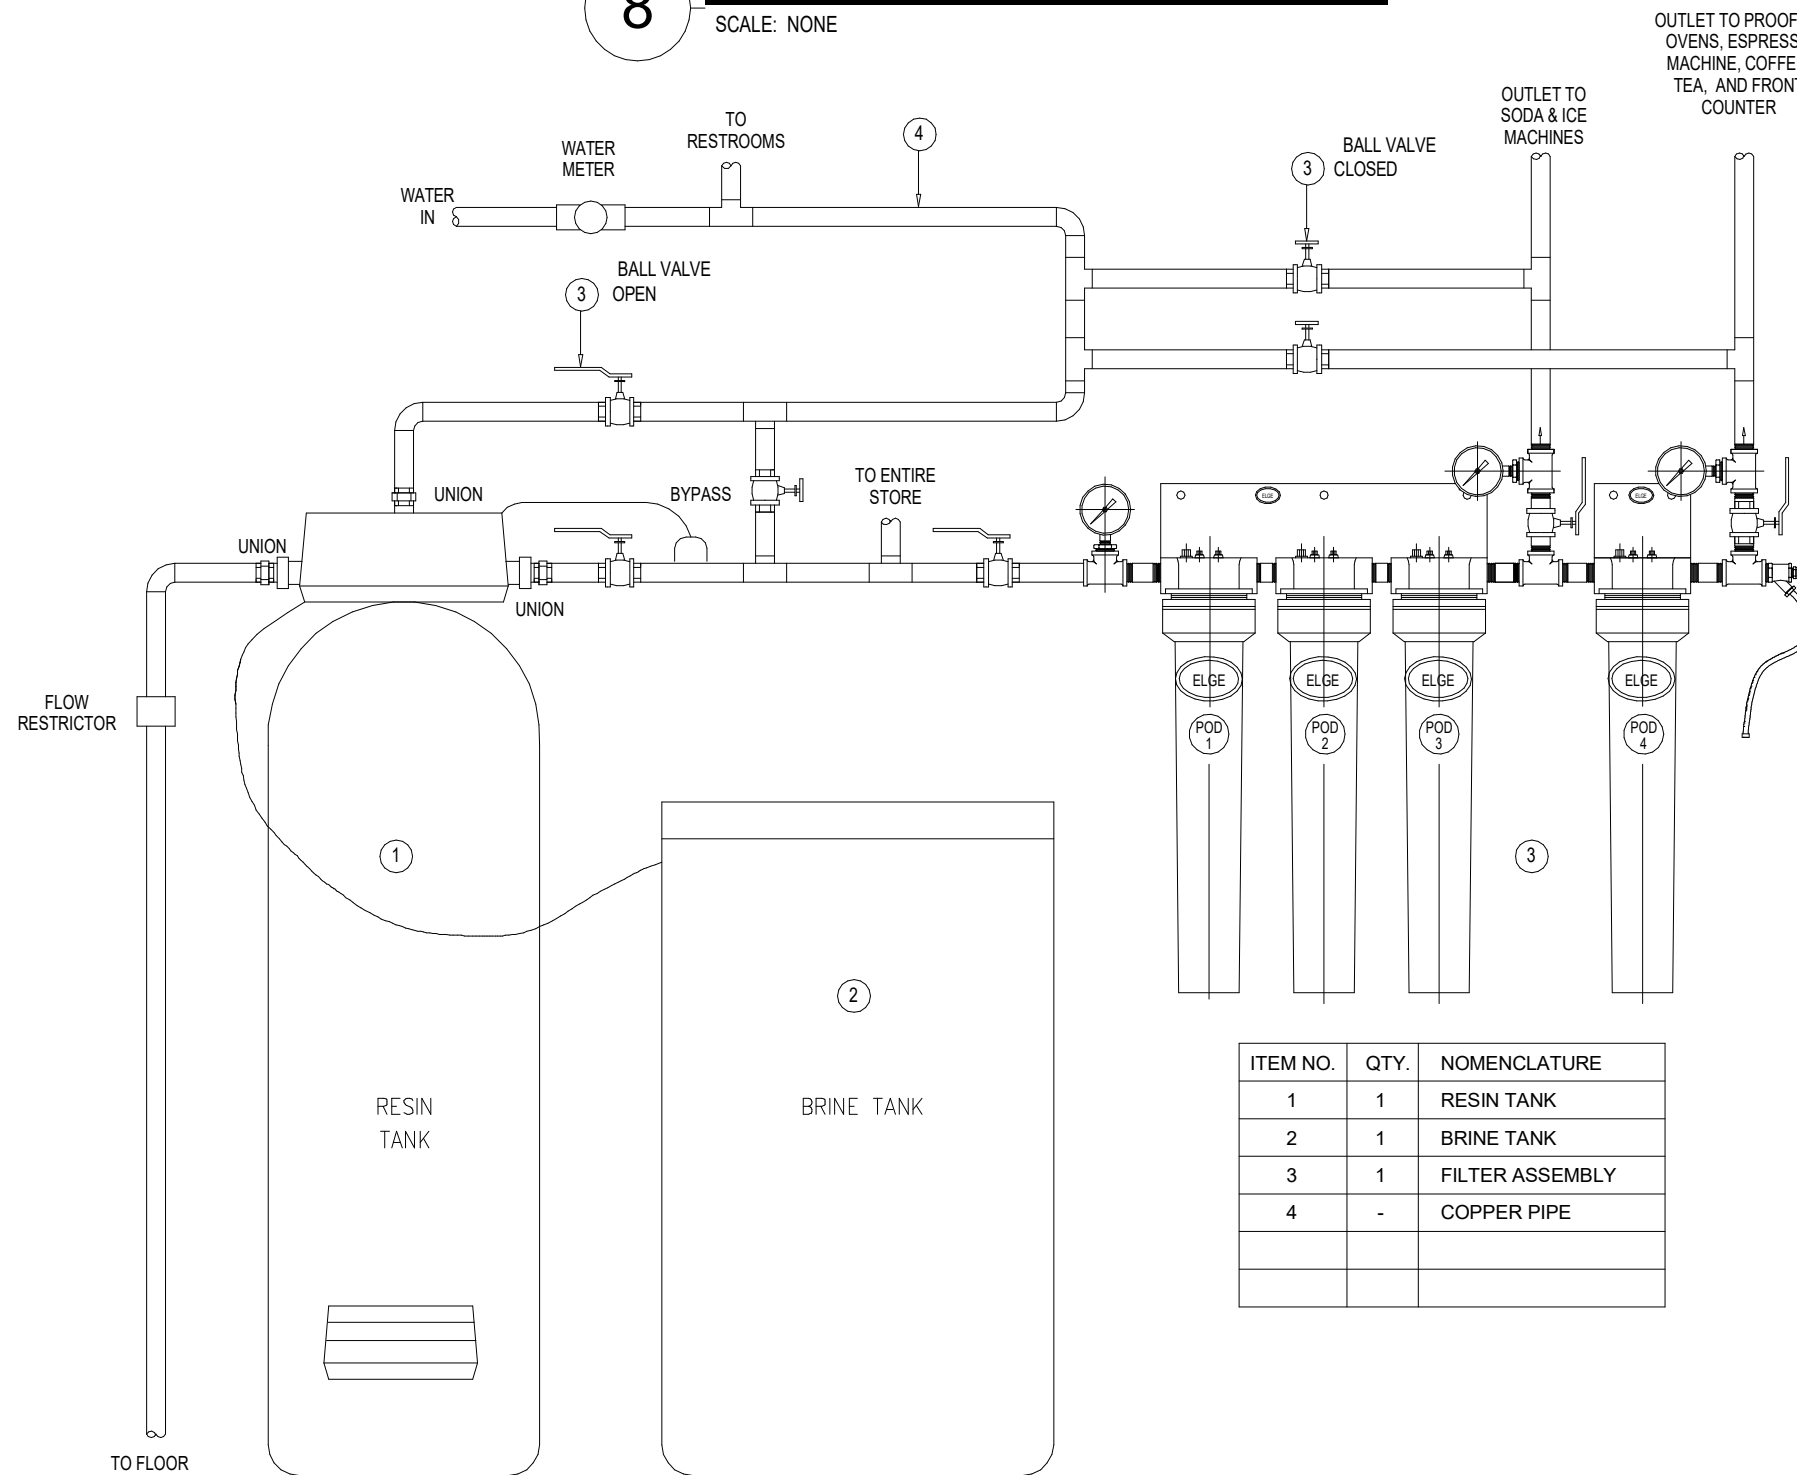 8
SCALE: NONE
OUTLET TO PROOF
OVENS, ESPRESS
MACHINE, COFFE
TEA, AND FRONT
COUNTER
OUTLET TO
SODA & ICE
MACHINES
TO
RESTROOMS
4
BALL VALVE
3 CLOSED
WATER
METER
WATER
IN
BALL VALVE
3 OPEN
UNION
BYPASS
TO ENTIRE
STORE
ELGE
ELGE
UNION
UNION
FLOW
RESTRICTOR
ELGE
ELGE
ELGE
ELGE
POD
1
POD
2
POD
3
POD
4
1
3
2
RESIN
TANK
BRINE TANK
ITEM NO. QTY. NOMENCLATURE
1 1 RESIN TANK
2 1 BRINE TANK
3 1 FILTER ASSEMBLY
4 - COPPER PIPE
TO FLOOR